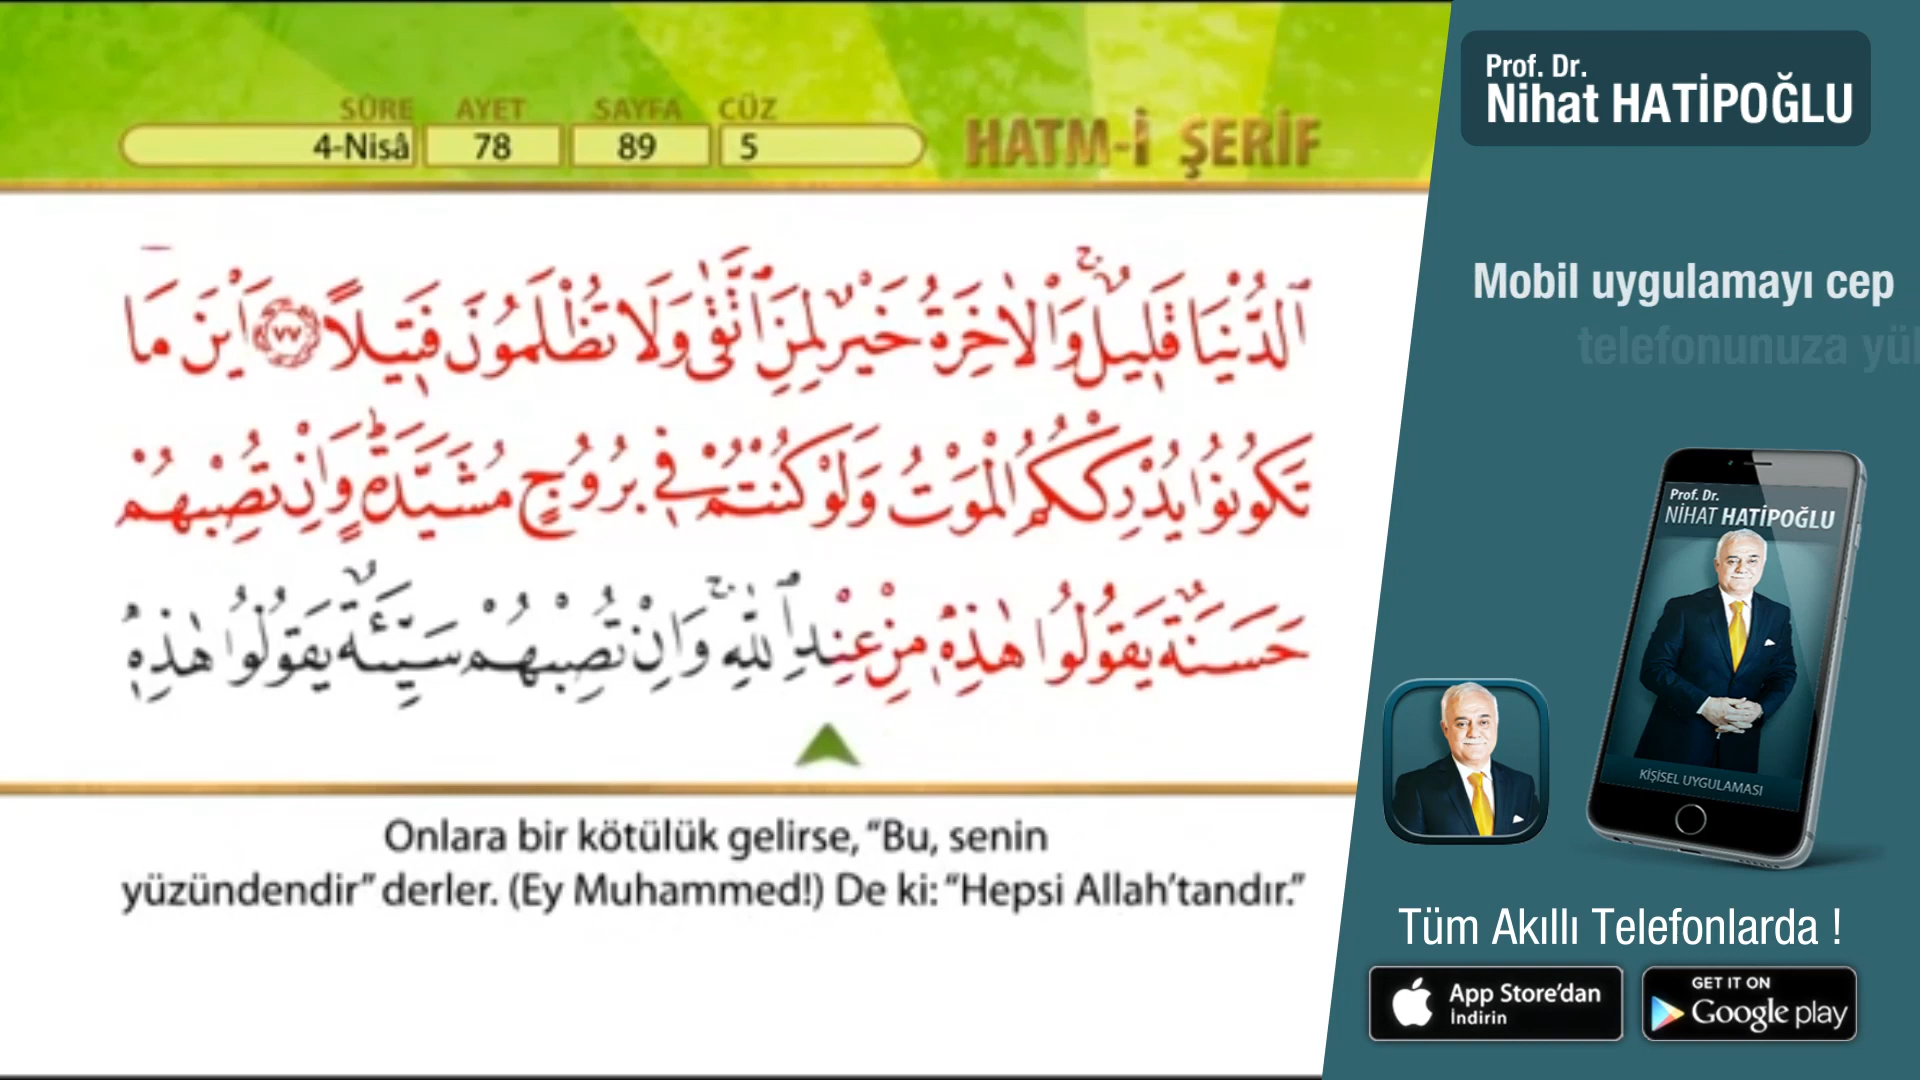 SÛRE AYET SAYFA CÜZ
4-Nisâ 78 89 5
HATM-İ ŞERİF
الدُّنْيَا قَلِيلٌ وَالْاٰخِرَةُ خَيْرٌ لِمَنِ اتَّقٰى وَلَا تُظْلَمُونَ فَتِيلًا ﴿٧٧﴾ اَيْنَ مَا
تَكُونُوا يُدْرِكْكُمُ الْمَوْتُ وَلَوْ كُنْتُمْ فِي بُرُوجٍ مُشَيَّدَةٍ وَاِنْ تُصِبْهُمْ
حَسَنَةٌ يَقُولُوا هٰذِهِ مِنْ عِنْدِ اللّٰهِ وَاِنْ تُصِبْهُمْ سَيِّئَةٌ يَقُولُوا هٰذِهِ
Onlara bir kötülük gelirse, “Bu, senin
yüzündendir” derler. (Ey Muhammed!) De ki: “Hepsi Allah’tandır.”
Prof. Dr.
Nihat HATİPOĞLU
Mobil uygulamayı cep
telefonunuza
Prof. Dr.
NİHAT HATİPOĞLU
KİŞİSEL UYGULAMASI
Tüm Akıllı Telefonlarda !
App Store’dan
İndirin
GET IT ON
Google play